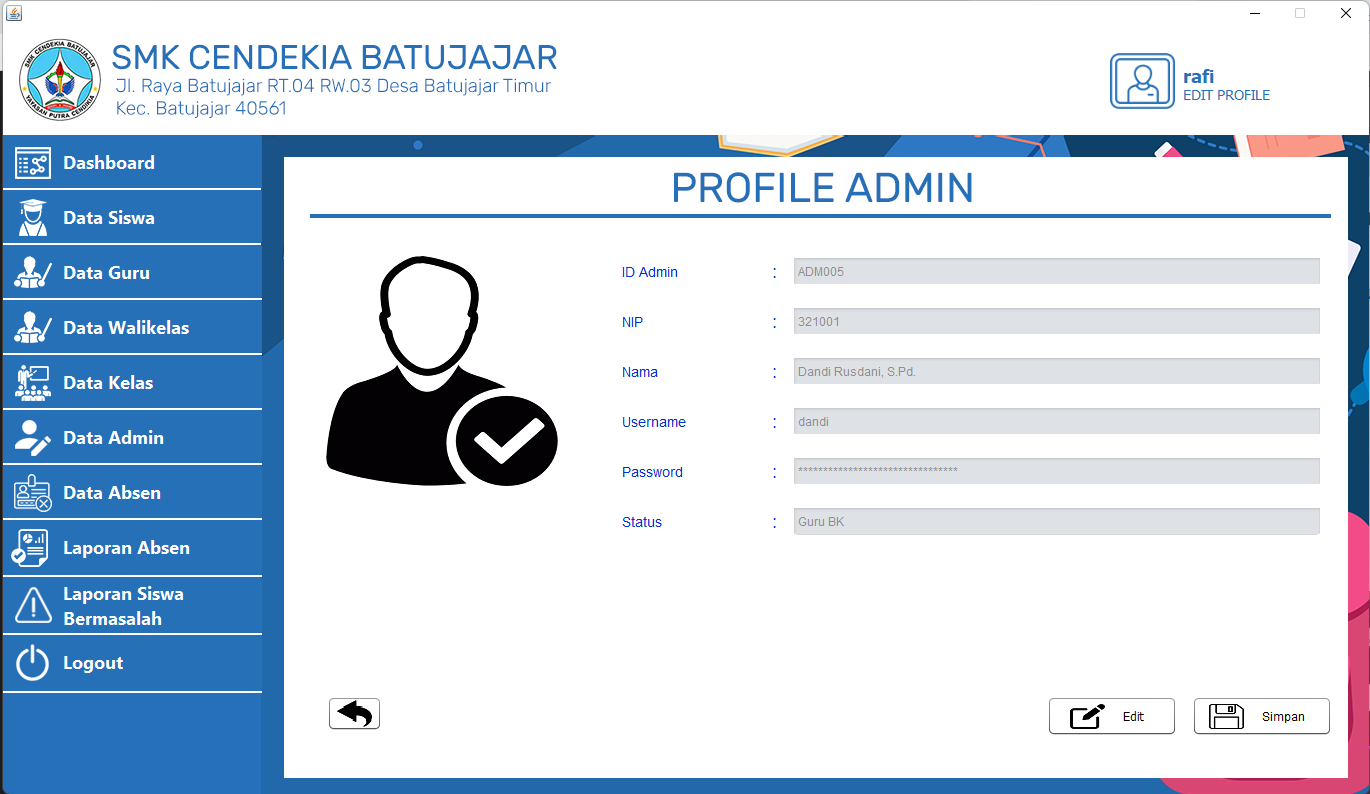 SMK CENDEKIA BATUJAJAR
YAYASAN PUTRA CENDIKIA
SMK CENDEKIA BATUJAJAR
Jl. Raya Batujajar RT.04 RW.03 Desa Batujajar Timur
Kec. Batujajar 40561
rafi
EDIT PROFILE
Dashboard
Data Siswa
Data Guru
Data Walikelas
Data Kelas
Data Admin
Data Absen
Laporan Absen
Laporan Siswa
Bermasalah
Logout
PROFILE ADMIN
ID Admin : ADM005
NIP : 321001
Nama : Dandi Rusdani, S.Pd.
Username : dandi
Password : ********************************
Status : Guru BK
Edit
Simpan